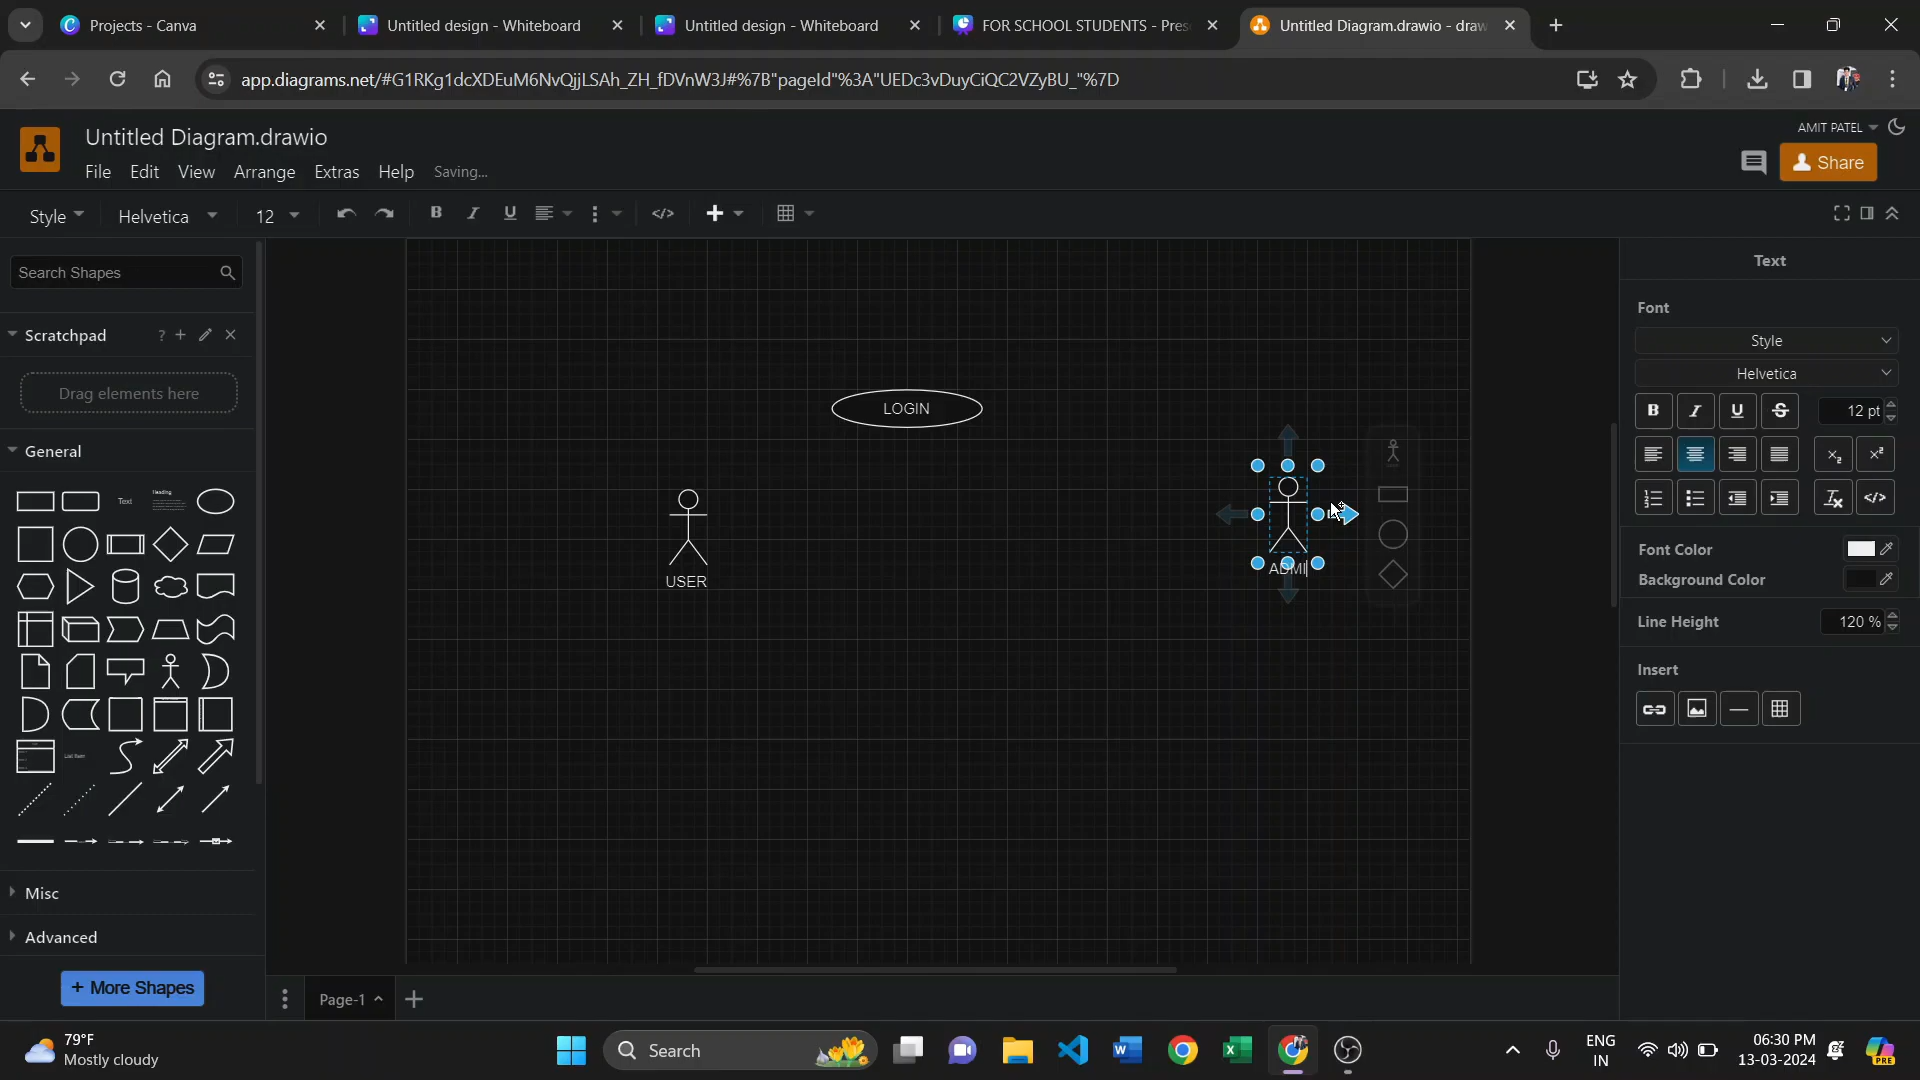 Projects - Canva
Untitled design - Whiteboard
Untitled design - Whiteboard
FOR SCHOOL STUDENTS - Pres
Untitled Diagram.drawio - draw
app.diagrams.net/#G1RKg1dcXDEuM6NvQjjLSAh_ZH_fDVnW3J#%7B"pageId"%3A"UEDc3vDuyCiQC2VZyBU_"%7D
Untitled Diagram.drawio
AMIT PATEL
File Edit View Arrange Extras Help Saving...
Share
Style Helvetica 12
Search Shapes
Scratchpad
Drag elements here
General
Text
Heading
List Item
Misc
Advanced
+ More Shapes
LOGIN
USER
ADMI
Text
Font
Style
Helvetica
B I U S 12 pt
Font Color
Background Color
Line Height 120 %
Insert
Page-1
79°F
Mostly cloudy
Search
ENG
IN
06:30 PM
13-03-2024
PRE